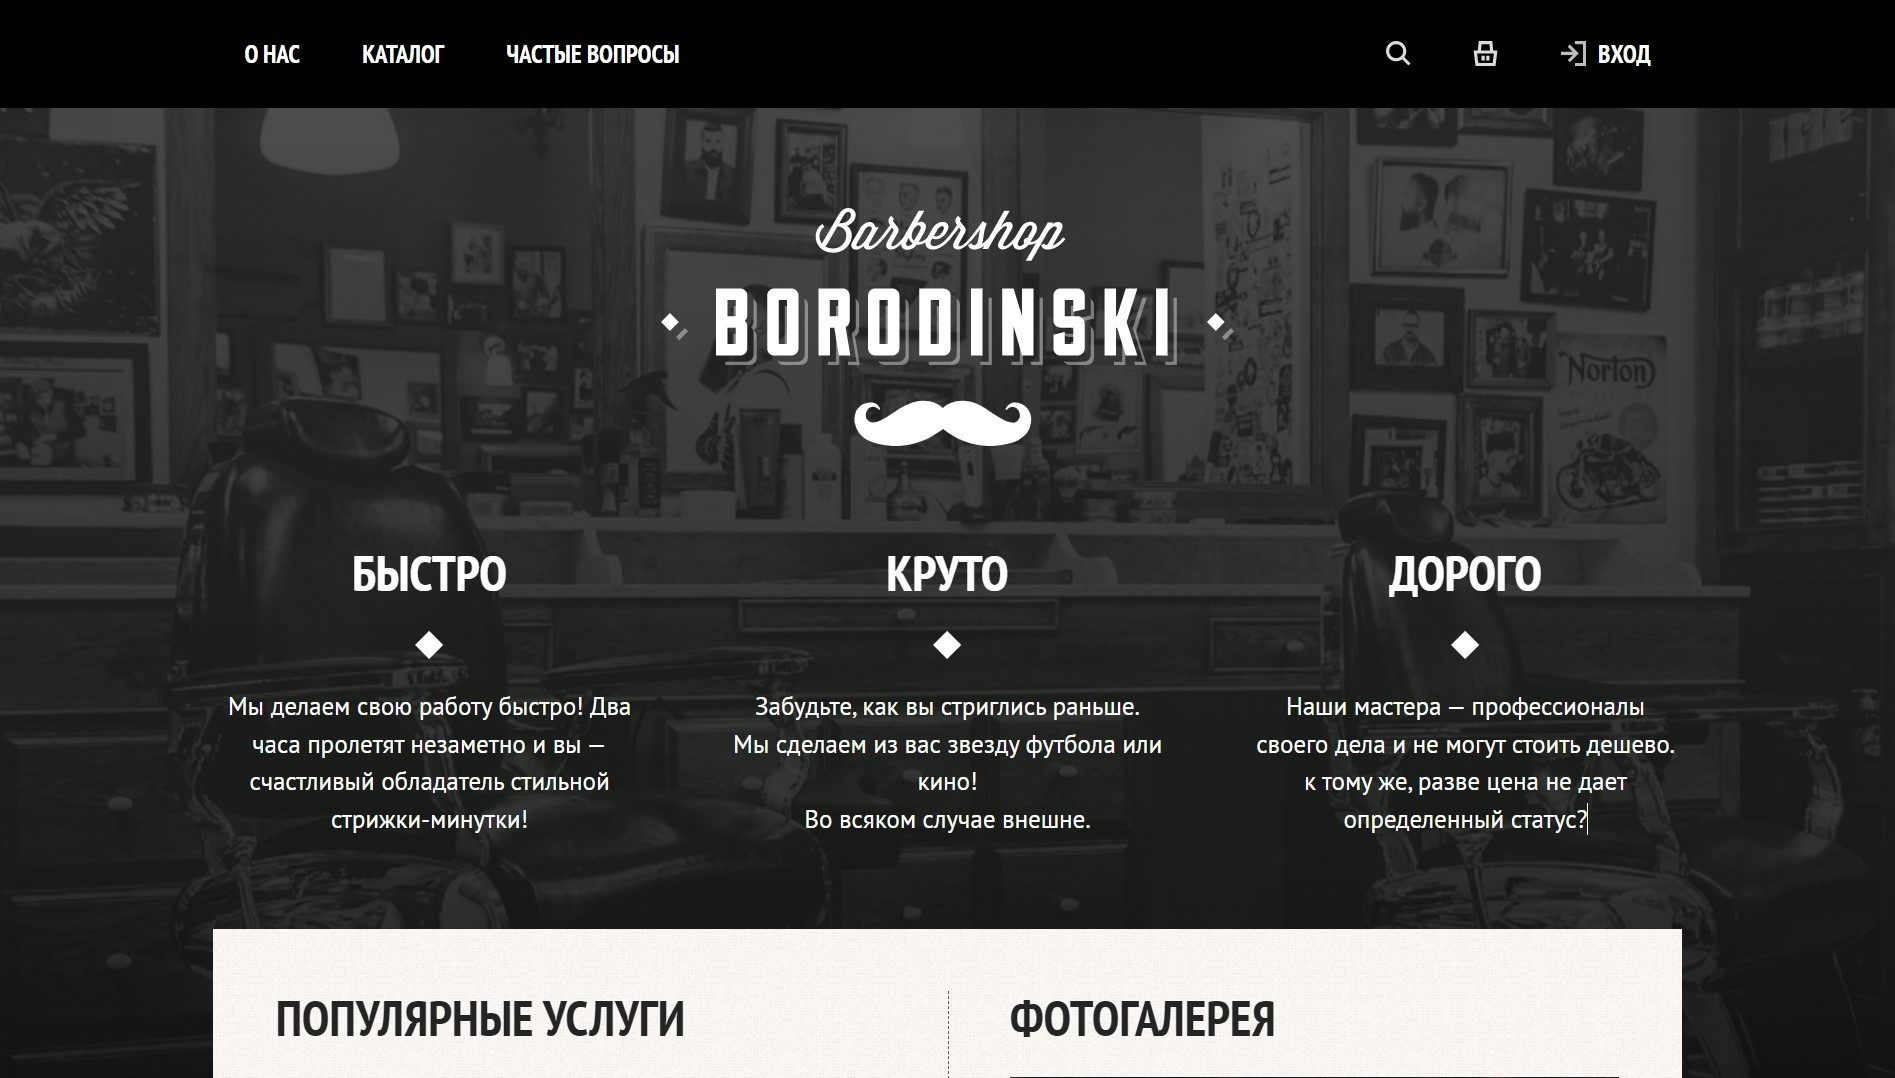 О НАС
КАТАЛОГ
ЧАСТЫЕ ВОПРОСЫ
ВХОД
Barbershop
BORODINSKI
Norton
БЫСТРО
Мы делаем свою работу быстро! Два
часа пролетят незаметно и вы —
счастливый обладатель стильной
стрижки-минутки!
КРУТО
Забудьте, как вы стриглись раньше.
Мы сделаем из вас звезду футбола или
кино!
Во всяком случае внешне.
ДОРОГО
Наши мастера — профессионалы
своего дела и не могут стоить дешево.
к тому же, разве цена не дает
определенный статус?
ПОПУЛЯРНЫЕ УСЛУГИ
ФОТОГАЛЕРЕЯ